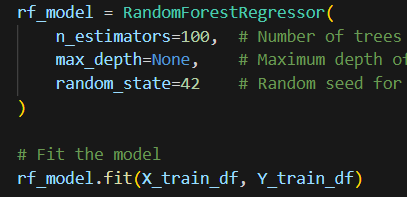 rf_model = RandomForestRegressor(
    n_estimators=100,  # Number of trees
    max_depth=None,    # Maximum depth of
    random_state=42    # Random seed for
)

# Fit the model
rf_model.fit(X_train_df, Y_train_df)